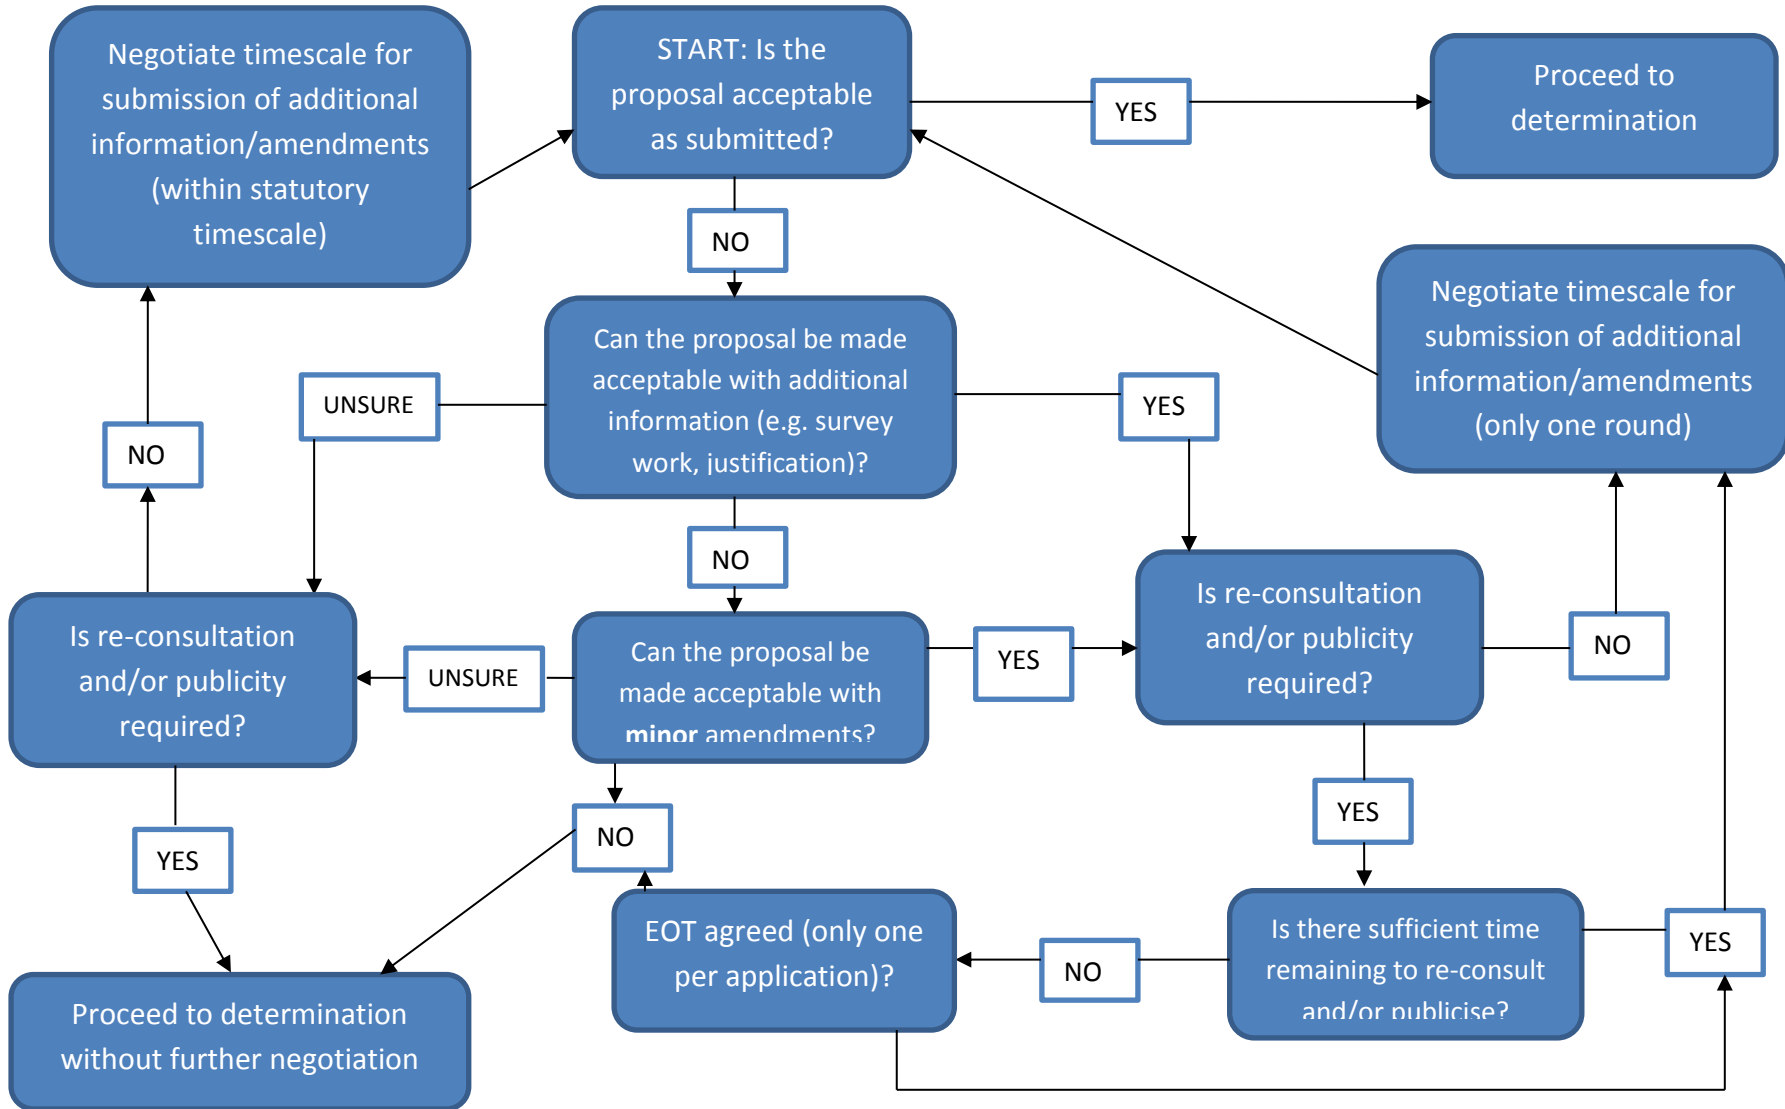 Negotiate timescale for
submission of additional
information/amendments
(within statutory
timescale)
START: Is the
proposal acceptable
as submitted?
YES
Proceed to
determination
NO
Negotiate timescale for
submission of additional
information/amendments
(only one round)
Can the proposal be made
acceptable with additional
information (e.g. survey
work, justification)?
UNSURE
YES
NO
NO
Is re-consultation
and/or publicity
required?
UNSURE
Can the proposal be
made acceptable with
minor amendments?
YES
Is re-consultation
and/or publicity
required?
NO
YES
NO
YES
EOT agreed (only one
per application)?
NO
Is there sufficient time
remaining to re-consult
and/or publicise?
YES
Proceed to determination
without further negotiation